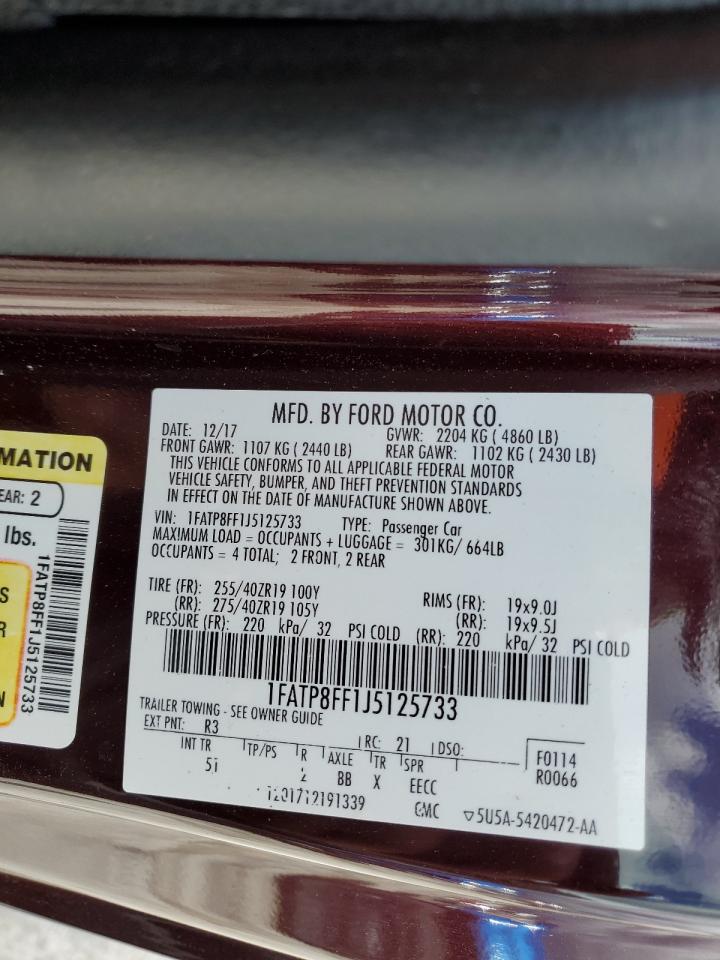 MFD. BY FORD MOTOR CO.
DATE: 12/17 GVWR: 2204 KG ( 4860 LB)
FRONT GAWR: 1107 KG ( 2440 LB) REAR GAWR: 1102 KG ( 2430 LB)
THIS VEHICLE CONFORMS TO ALL APPLICABLE FEDERAL MOTOR
VEHICLE SAFETY, BUMPER, AND THEFT PREVENTION STANDARDS
IN EFFECT ON THE DATE OF MANUFACTURE SHOWN ABOVE.
VIN: 1FATP8FF1J5125733 TYPE: Passenger Car
MAXIMUM LOAD = OCCUPANTS + LUGGAGE = 301KG/ 664LB
OCCUPANTS = 4 TOTAL; 2 FRONT, 2 REAR
TIRE (FR): 255/40ZR19 100Y RIMS (FR): 19x9.0J
(RR): 275/40ZR19 105Y (RR): 19x9.5J
PRESSURE (FR): 220 kPa/ 32 PSI COLD (RR): 220 kPa/ 32 PSI COLD
1FATP8FF1J5125733
TRAILER TOWING - SEE OWNER GUIDE
EXT PNT: R3 RC: 21 DSO:
INT TR TP/PS R AXLE TR SPR F0114
2 BB X EECC R0066
CMC 5U5A-5420472-AA
MATION
EAR: 2
lbs.
S
R
N
1FATP8FF1J5125733